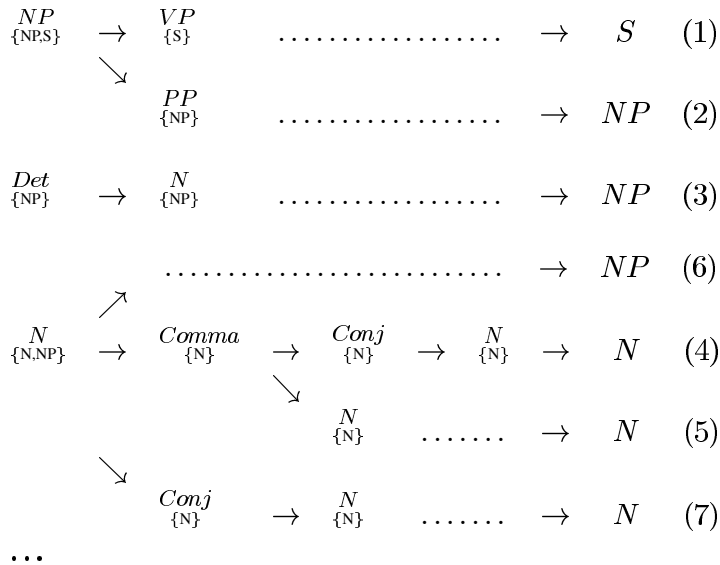 NP → VP .................. → S (1)
{NP,S} {S}
↘
PP .................. → NP (2)
{NP}
Det → N .................. → NP (3)
{NP} {NP}
........................... → NP (6)
↗
N → Comma → Conj → N → N (4)
{N,NP} {N} {N} {N}
↘
N ....... → N (5)
{N}
↘
Conj → N ....... → N (7)
{N} {N}
...